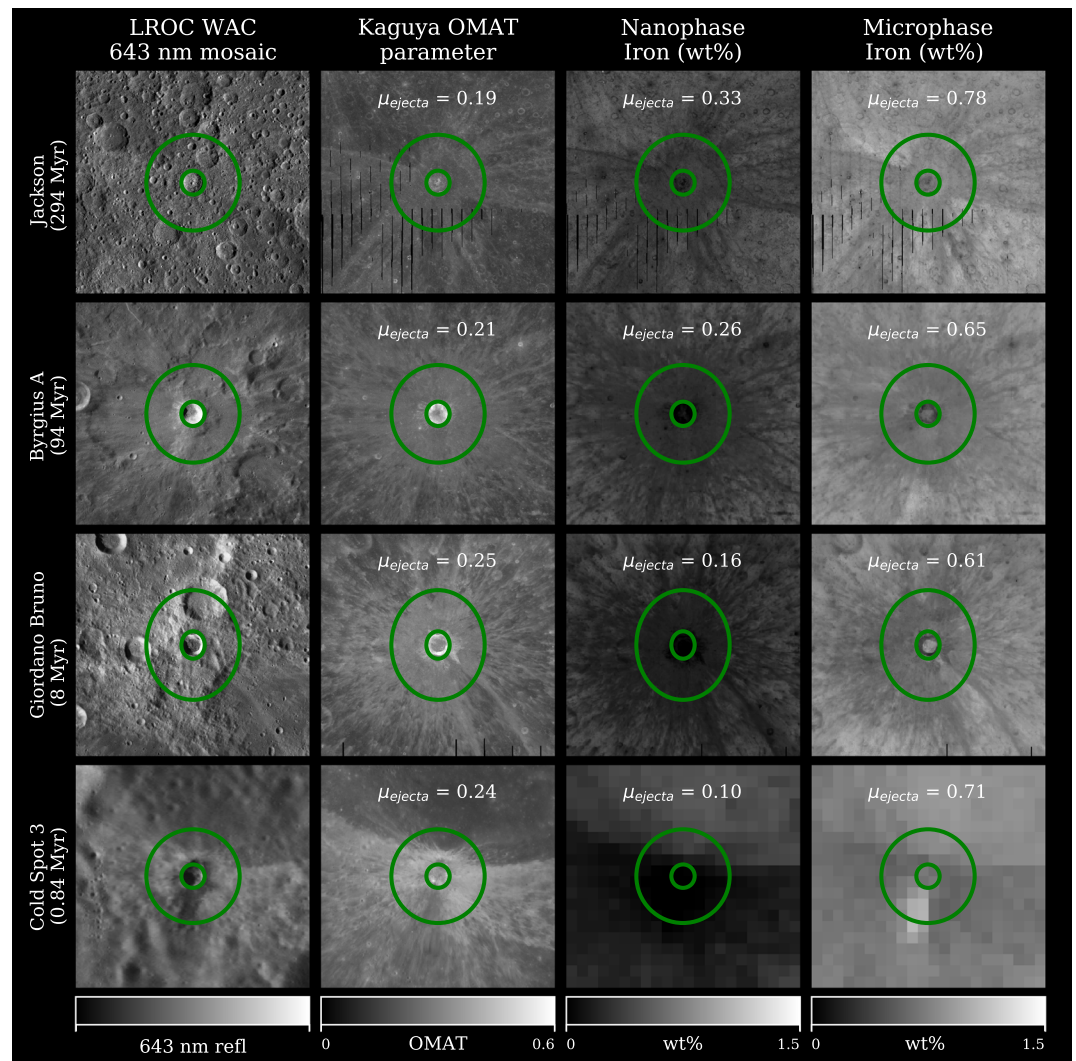 LROC WAC
643 nm mosaic
Kaguya OMAT
parameter
Nanophase
Iron (wt%)
Microphase
Iron (wt%)
Jackson
(294 Myr)
μejecta = 0.19
μejecta = 0.33
μejecta = 0.78
Byrgius A
(94 Myr)
μejecta = 0.21
μejecta = 0.26
μejecta = 0.65
Giordano Bruno
(8 Myr)
μejecta = 0.25
μejecta = 0.16
μejecta = 0.61
Cold Spot 3
(0.84 Myr)
μejecta = 0.24
μejecta = 0.10
μejecta = 0.71
643 nm refl
0 OMAT 0.6
0 wt% 1.5
0 wt% 1.5